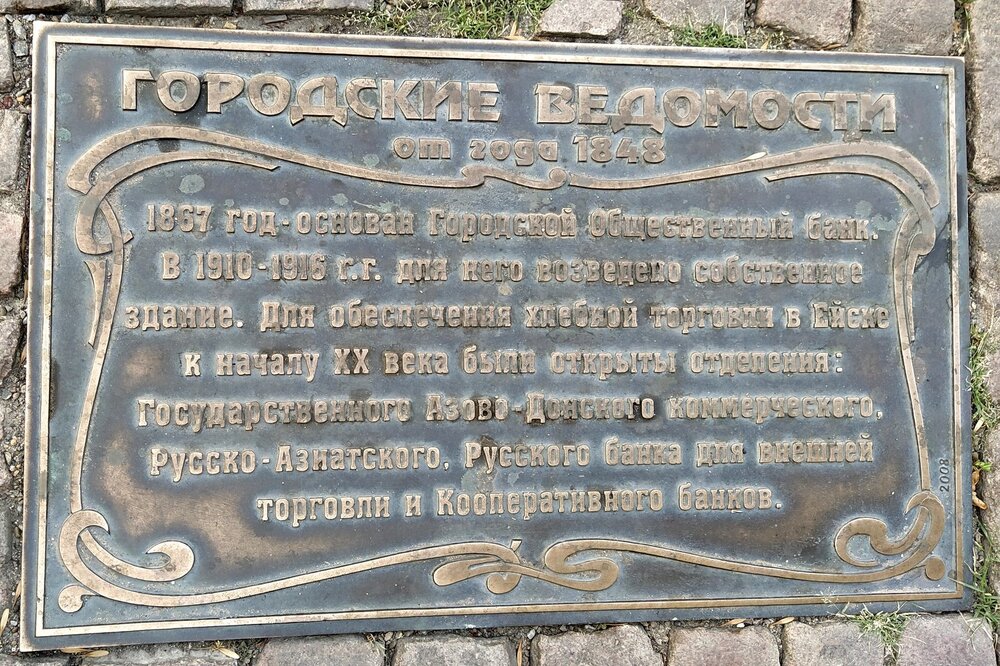 ГОРОДСКИЕ ВЕДОМОСТИ
от года 1848
1867 год-основан Городской Общественный банк.
В 1910-1916 г.г. для него возведено собственное
здание. Для обеспечения хлебной торговли в Ейске
к началу XX века были открыты отделения:
Государственного Азово-Донского коммерческого,
Русско-Азиатского, Русского банка для внешней
торговли и Кооперативного банков.
2008